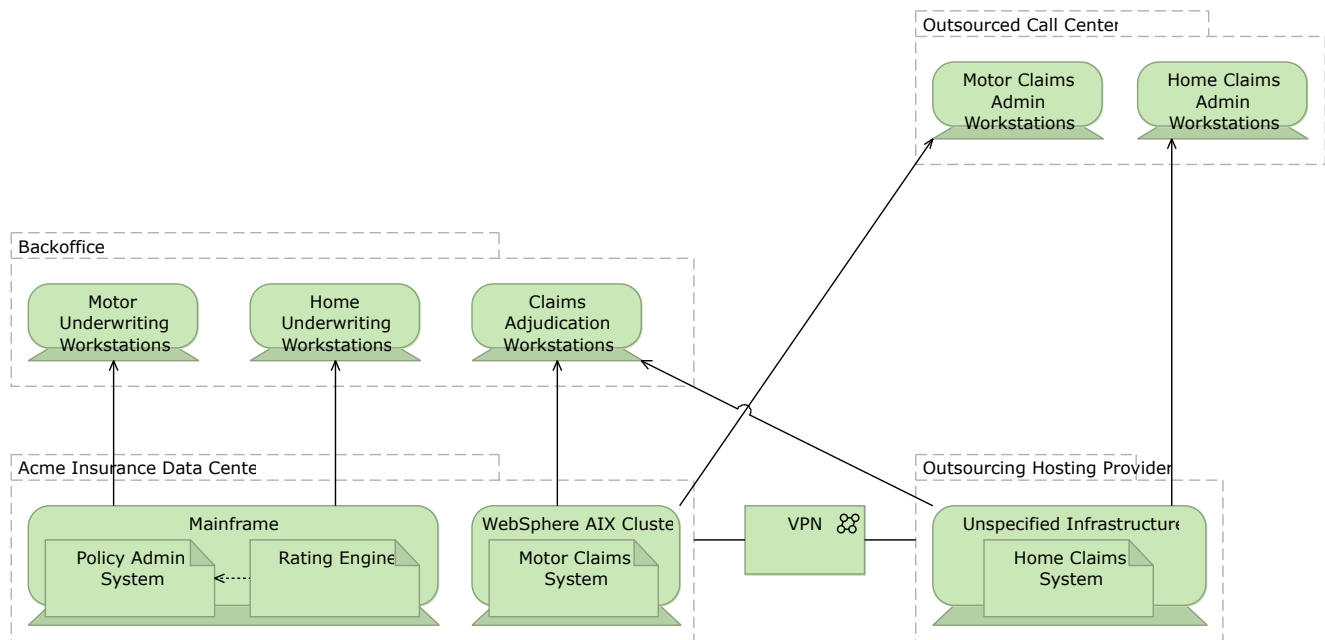 Outsourced Call Center
Motor Claims
Admin
Workstations
Home Claims
Admin
Workstations
Backoffice
Motor
Underwriting
Workstations
Home
Underwriting
Workstations
Claims
Adjudication
Workstations
Acme Insurance Data Cente
Outsourcing Hosting Provider
Mainframe
Policy Admin
System
Rating Engine
WebSphere AIX Cluste
Motor Claims
System
VPN
Unspecified Infrastructure
Home Claims
System